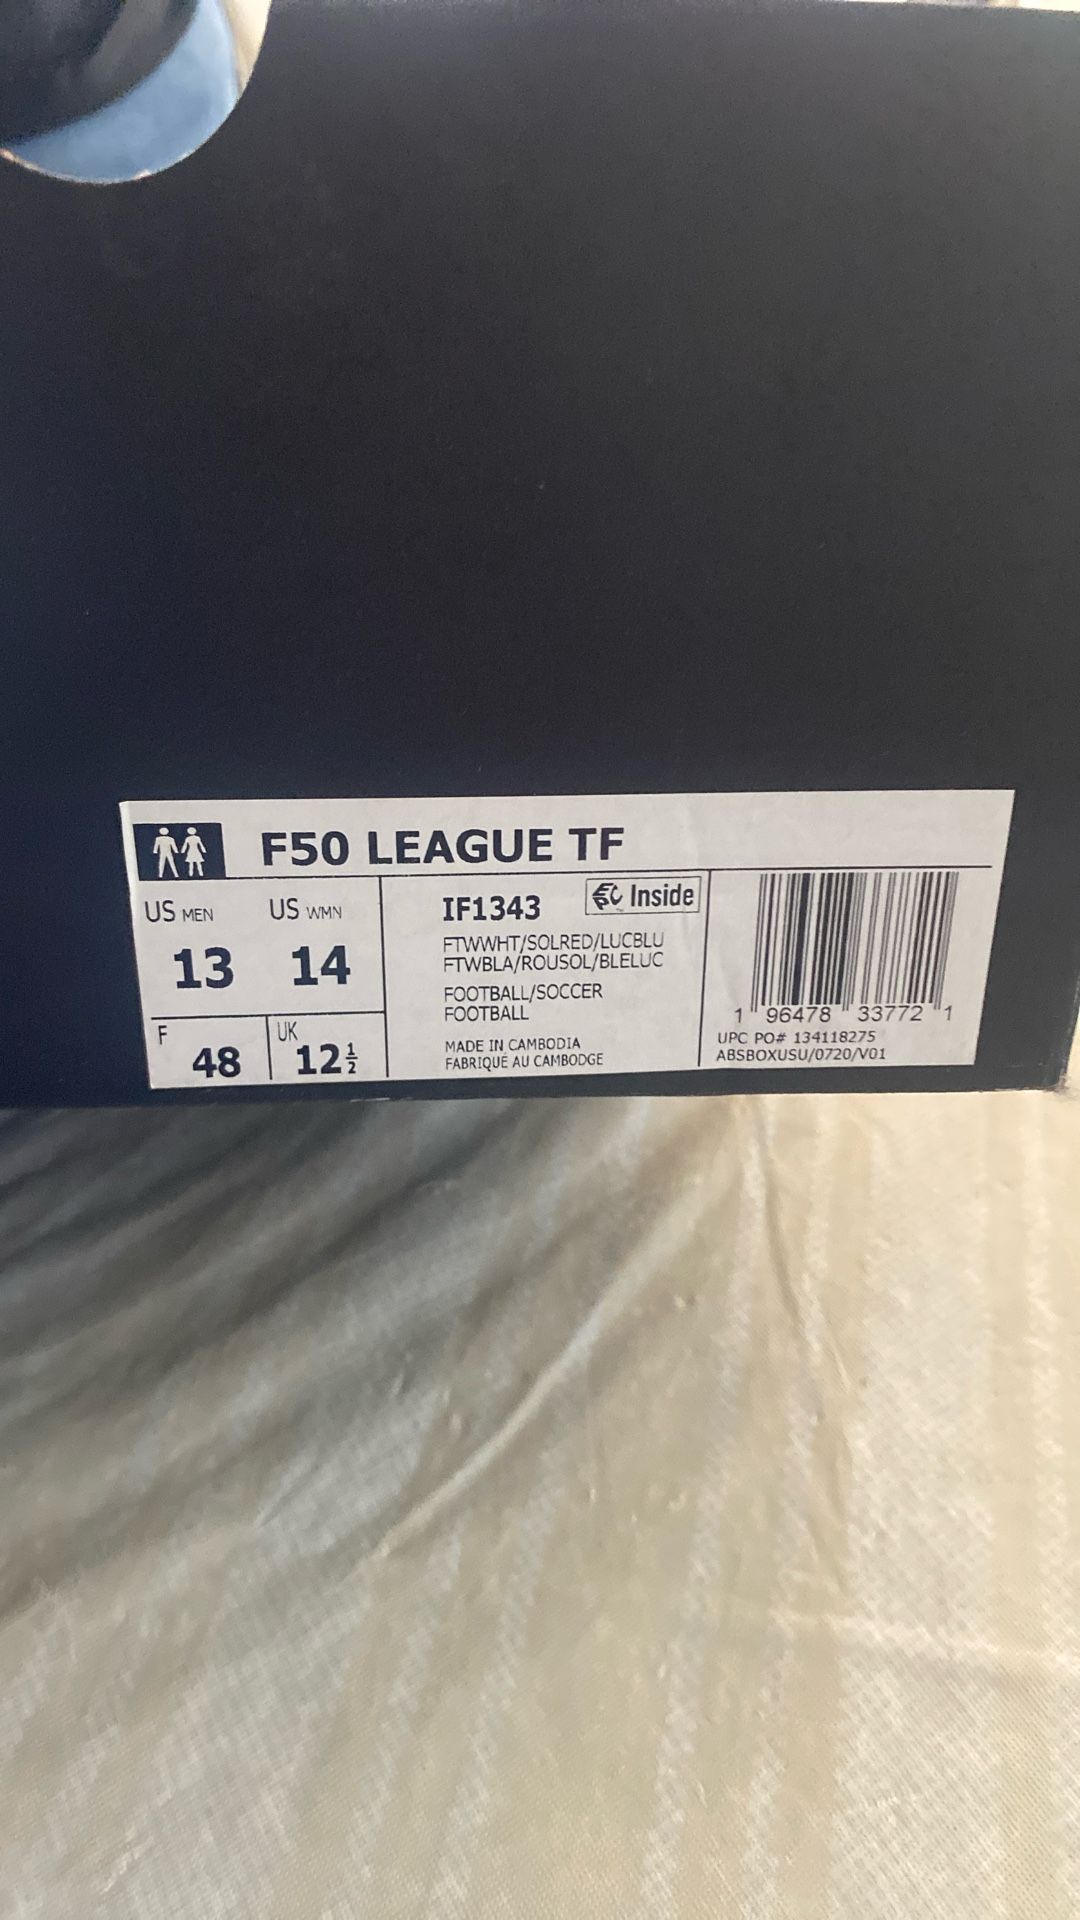 F50 LEAGUE TF
US MEN
13
US WMN
14
F
48
UK
12½
IF1343
Inside
FTWWHT/SOLRED/LUCBLU
FTWBLA/ROUSOL/BLELUC
FOOTBALL/SOCCER
FOOTBALL
MADE IN CAMBODIA
FABRIQUÉ AU CAMBODGE
1 96478 33772 1
UPC PO# 134118275
ABSBOXUSU/0720/V01